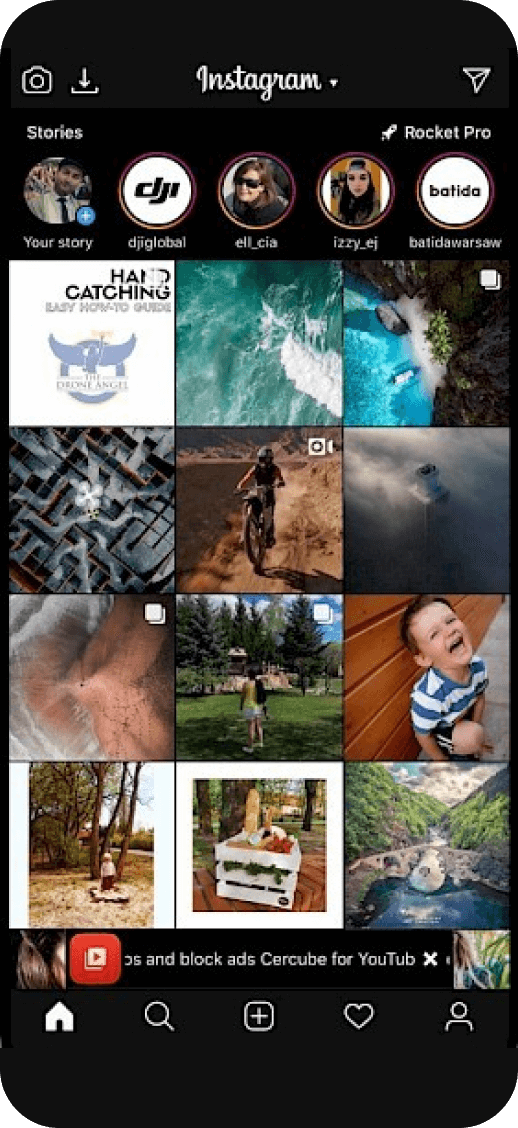 Instagram
Stories
Rocket Pro
dji
batida
Your story
djiglobal
ell_cia
izzy_ej
batidawarsaw
HAND
CATCHING
EASY HOW-TO GUIDE
THE
DRONE ANGEL
and block ads Cercube for YouTub